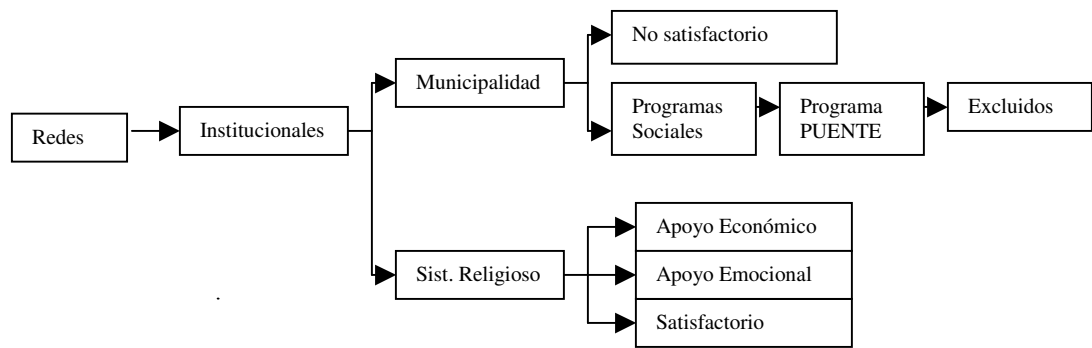 Redes
Institucionales
Municipalidad
No satisfactorio
Programas
Sociales
Programa
PUENTE
Excluidos
Sist. Religioso
Apoyo Económico
Apoyo Emocional
Satisfactorio
.